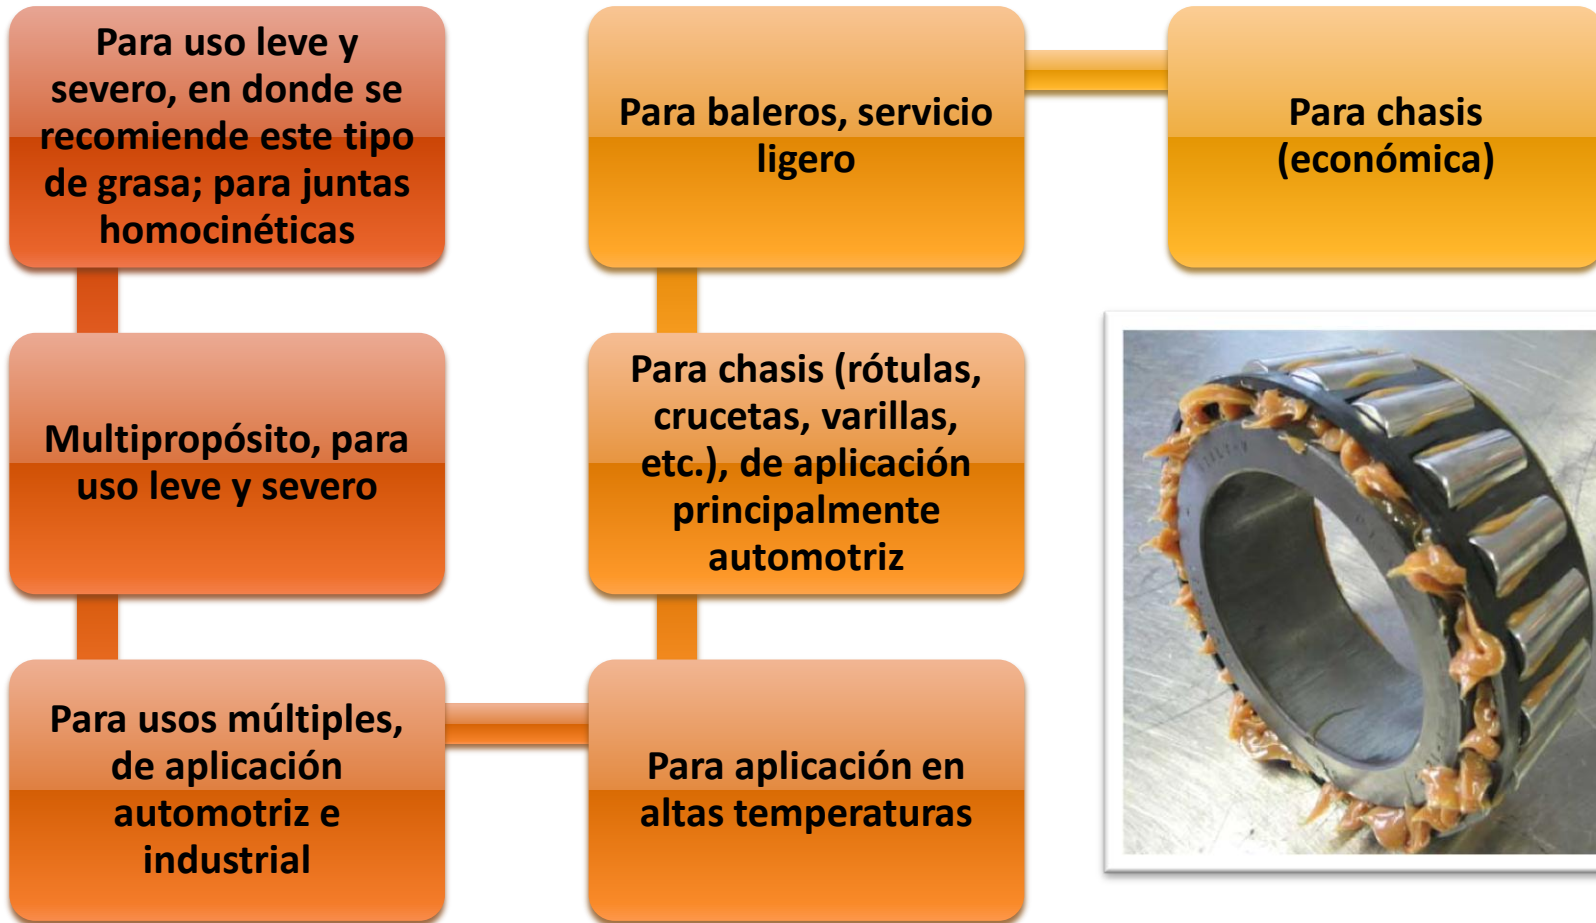 Para uso leve y
severo, en donde se
recomiende este tipo
de grasa; para juntas
homocinéticas
Multipropósito, para
uso leve y severo
Para usos múltiples,
de aplicación
automotriz e
industrial
Para aplicación en
altas temperaturas
Para chasis (rótulas,
crucetas, varillas,
etc.), de aplicación
principalmente
automotriz
Para baleros, servicio
ligero
Para chasis
(económica)